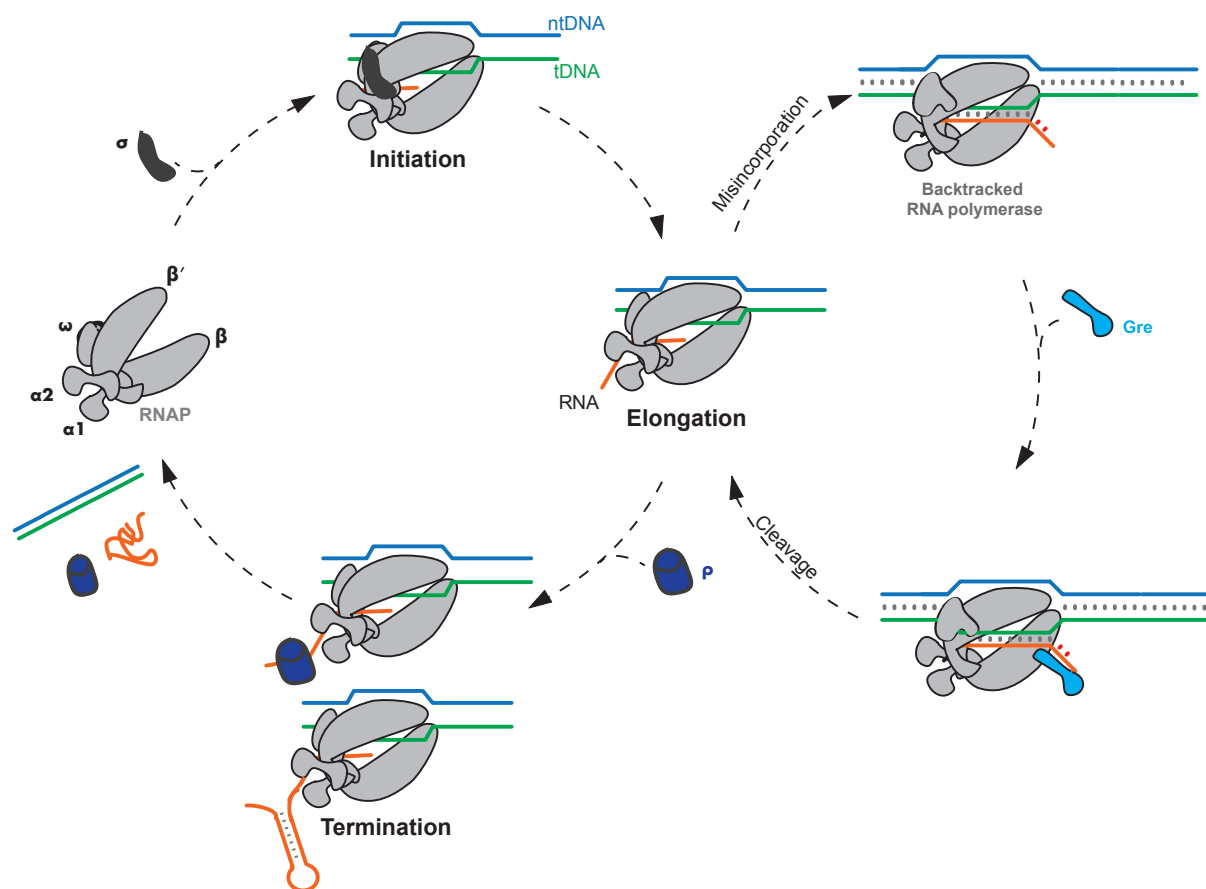 ntDNA
tDNA
σ
Initiation
Misincorporation
Backtracked
RNA polymerase
β′
ω
β
α2
α1
RNAP
Gre
RNA
Elongation
Cleavage
ρ
Termination